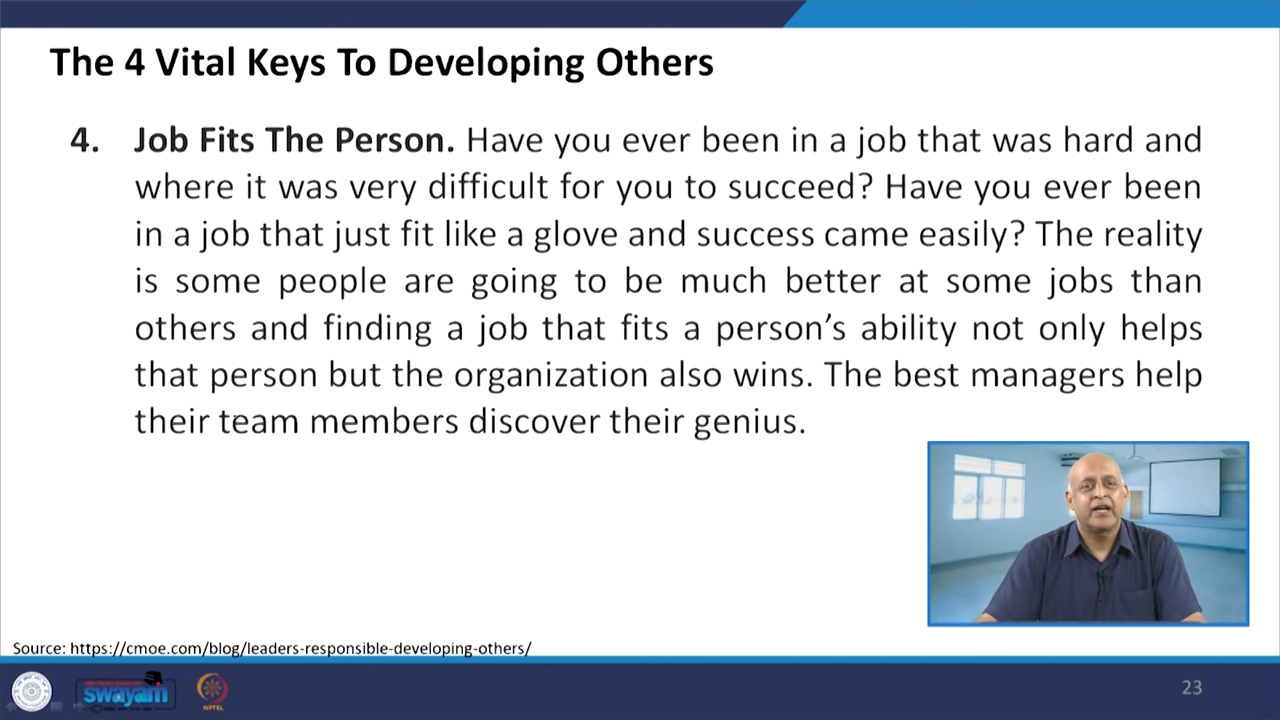 The 4 Vital Keys To Developing Others
4. Job Fits The Person. Have you ever been in a job that was hard and
where it was very difficult for you to succeed? Have you ever been
in a job that just fit like a glove and success came easily? The reality
is some people are going to be much better at some jobs than
others and finding a job that fits a person’s ability not only helps
that person but the organization also wins. The best managers help
their team members discover their genius.
Source: https://cmoe.com/blog/leaders-responsible-developing-others/
swayam
NPTEL
23